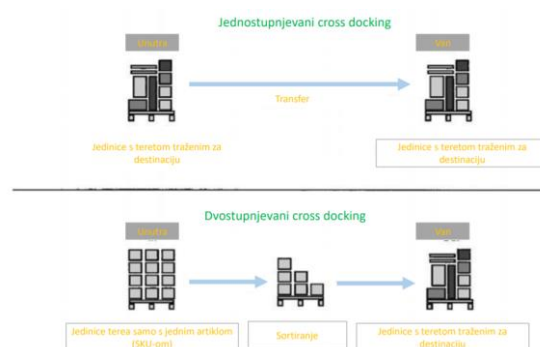 Jednostupnjevani cross docking
Unutra
Van
Transfer
Jedinice s teretom traženim za
destinaciju
Jedinice s teretom traženim za
destinaciju
Dvostupnjevani cross docking
Unutra
Van
Jedinice terea samo s jednim artiklom
(SKU-om)
Sortiranje
Jedinice s teretom traženim za
destinaciju